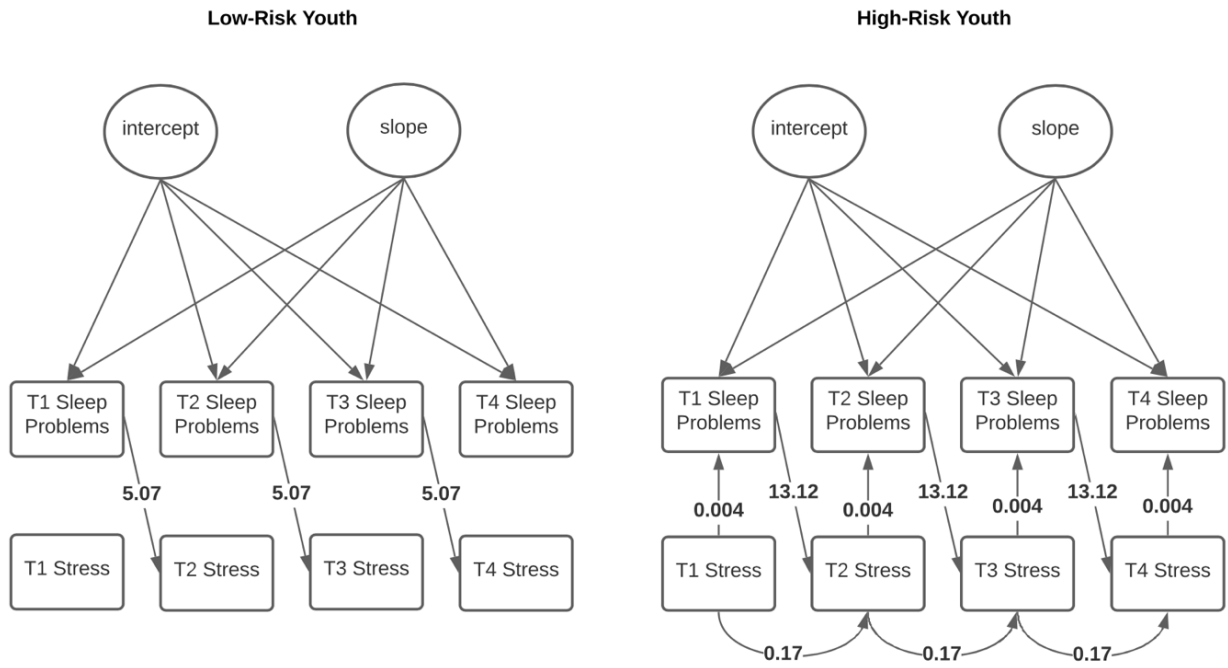 Low-Risk Youth
intercept
slope
T1 Sleep
Problems
T2 Sleep
Problems
T3 Sleep
Problems
T4 Sleep
Problems
5.07
5.07
5.07
T1 Stress
T2 Stress
T3 Stress
T4 Stress
High-Risk Youth
intercept
slope
T1 Sleep
Problems
T2 Sleep
Problems
T3 Sleep
Problems
T4 Sleep
Problems
0.004
13.12
0.004
13.12
0.004
13.12
0.004
T1 Stress
T2 Stress
T3 Stress
T4 Stress
0.17
0.17
0.17